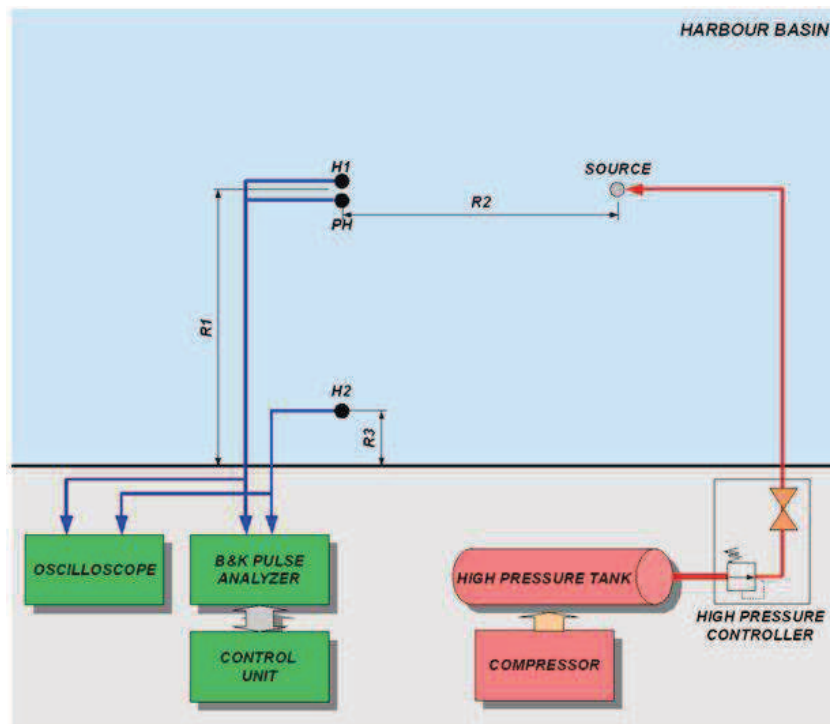 HARBOUR BASIN
H1
SOURCE
PH
R2
R1
H2
R3
OSCILLOSCOPE
B&K PULSE
ANALYZER
HIGH PRESSURE TANK
HIGH PRESSURE
CONTROLLER
CONTROL
UNIT
COMPRESSOR